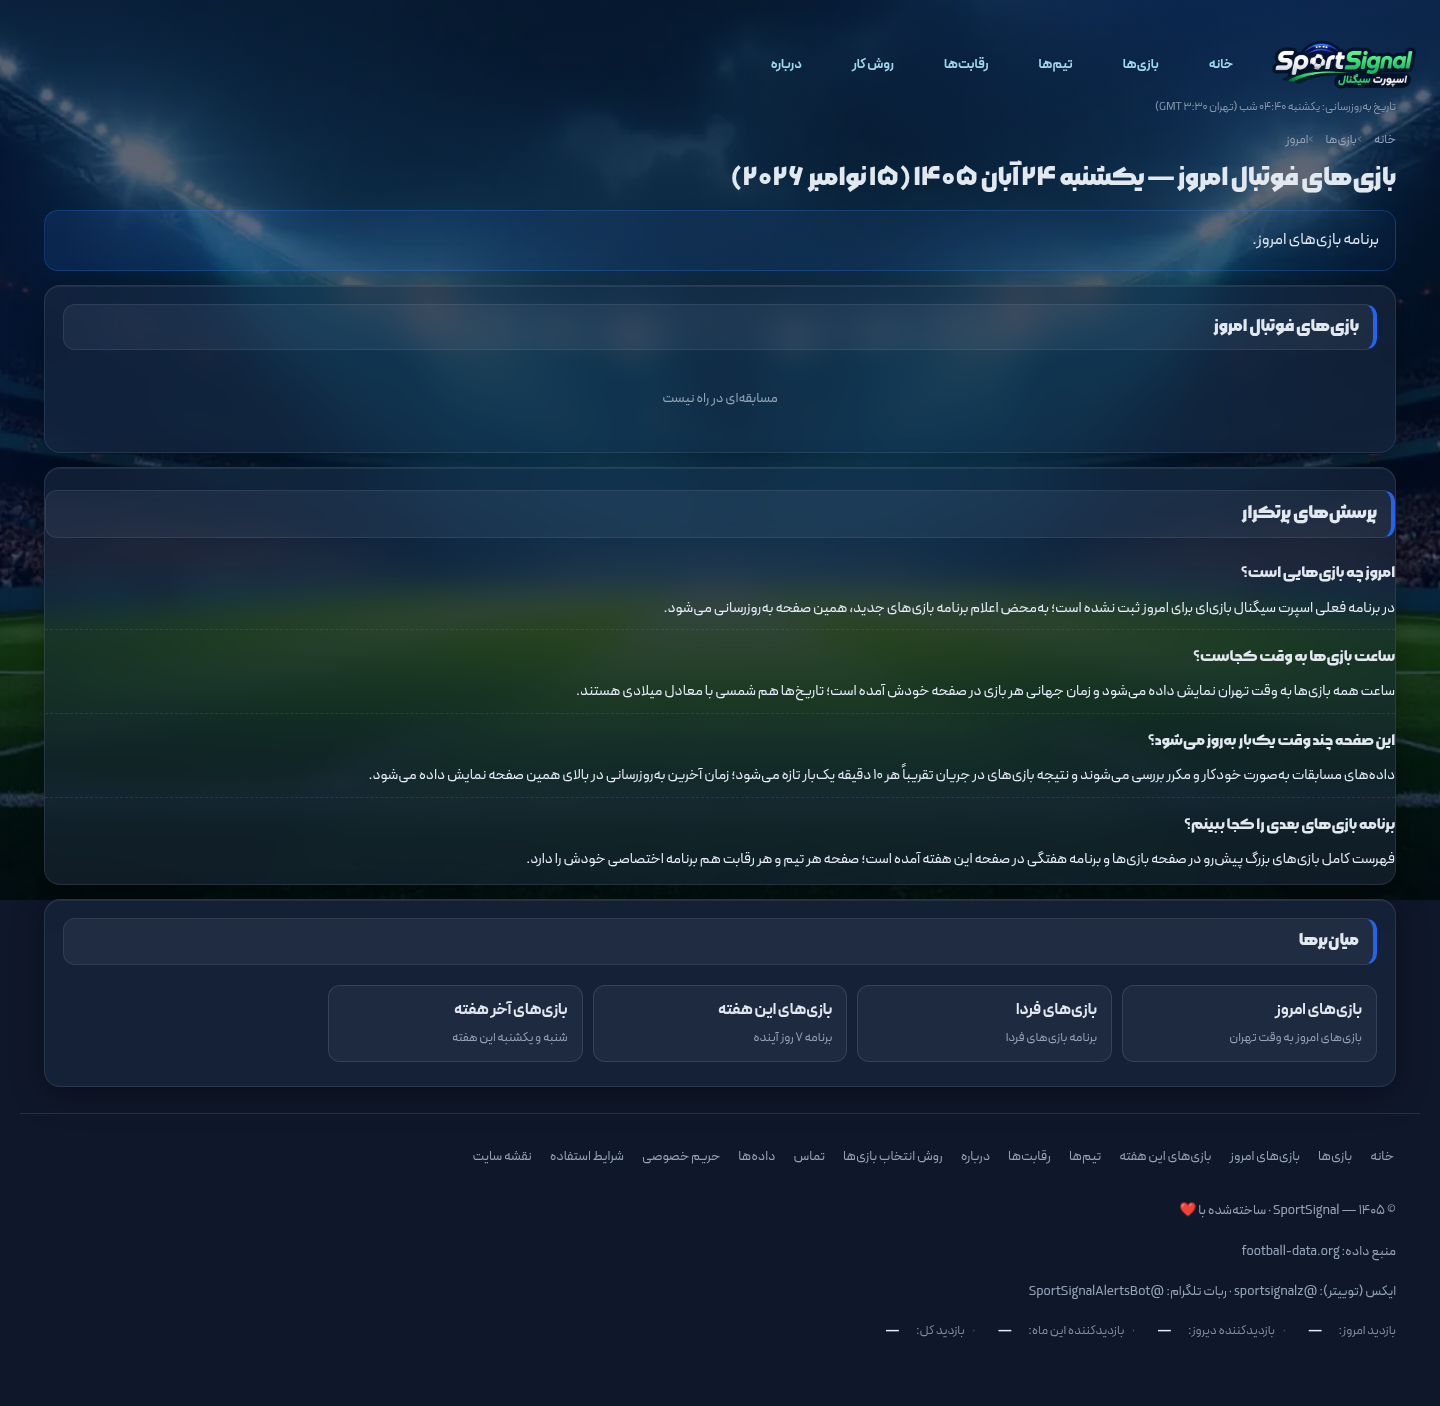 SportSignal
اسپورت سیگنال
خانه بازی‌ها تیم‌ها رقابت‌ها روش کار درباره
تاریخ به‌روزرسانی: یکشنبه ۰۴:۴۰ شب (تهران GMT ۳:۳۰)
خانه ›بازی‌ها ›امروز
بازی‌های فوتبال امروز — یکشنبه ۲۴ آبان ۱۴۰۵ (۱۵ نوامبر ۲۰۲۶)
برنامه بازی‌های امروز.
بازی‌های فوتبال امروز
مسابقه‌ای در راه نیست
پرسش‌های پرتکرار
امروز چه بازی‌هایی است؟
در برنامه فعلی اسپرت سیگنال بازی‌ای برای امروز ثبت نشده است؛ به‌محض اعلام برنامه بازی‌های جدید، همین صفحه به‌روزرسانی می‌شود.
ساعت بازی‌ها به وقت کجاست؟
ساعت همه بازی‌ها به وقت تهران نمایش داده می‌شود و زمان جهانی هر بازی در صفحه خودش آمده است؛ تاریخ‌ها هم شمسی با معادل میلادی هستند.
این صفحه چند وقت یک‌بار به‌روز می‌شود؟
داده‌های مسابقات به‌صورت خودکار و مکرر بررسی می‌شوند و نتیجه بازی‌های در جریان تقریباً هر ۱۰ دقیقه یک‌بار تازه می‌شود؛ زمان آخرین به‌روزرسانی در بالای همین صفحه نمایش داده می‌شود.
برنامه بازی‌های بعدی را کجا ببینم؟
فهرست کامل بازی‌های بزرگ پیش‌رو در صفحه بازی‌ها و برنامه هفتگی در صفحه این هفته آمده است؛ صفحه هر تیم و هر رقابت هم برنامه اختصاصی خودش را دارد.
میان‌برها
بازی‌های امروز
بازی‌های امروز به وقت تهران
بازی‌های فردا
برنامه بازی‌های فردا
بازی‌های این هفته
برنامه ۷ روز آینده
بازی‌های آخر هفته
شنبه و یکشنبه این هفته
خانه بازی‌ها بازی‌های امروز بازی‌های این هفته تیم‌ها رقابت‌ها درباره روش انتخاب بازی‌ها تماس داده‌ها حریم خصوصی شرایط استفاده نقشه سایت
© ۱۴۰۵ — SportSignal · ساخته‌شده با ❤️
منبع داده: football-data.org
ایکس (توییتر): @sportsignalz · ربات تلگرام: @SportSignalAlertsBot
بازدید امروز: — · بازدیدکننده دیروز: — · بازدیدکننده این ماه: — · بازدید کل: —